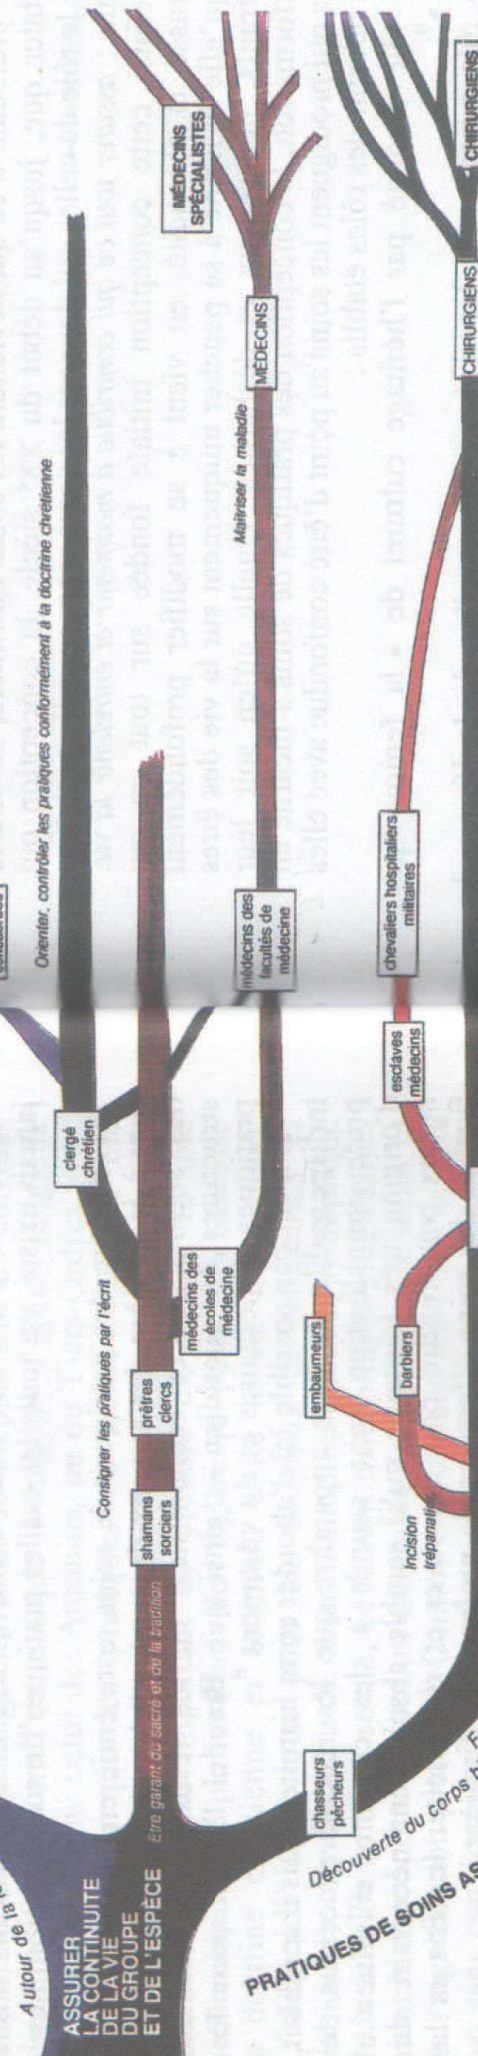 Autour de la
ASSURER
LA CONTINUITE
DE LA VIE
DU GROUPE
ET DE L'ESPÈCE
Etre garant du sacré et de la tradition
shamans
sorciers
prêtres
clercs
Consigner les pratiques par l'écrit
médecins des
écoles de
médecine
clergé
chrétien
Orienter, contrôler les pratiques conformément à la doctrine chrétienne
médecins des
facultés de
médecine
Maîtriser la maladie
MÉDECINS
MÉDECINS
SPÉCIALISTES
PRATIQUES DE SOINS
Découverte du corps
chasseurs
pêcheurs
Incision
trépanation
barbiers
embaumeurs
esclaves
médecins
chevaliers hospitaliers
militaires
CHIRURGIENS
CHIRURGIENS